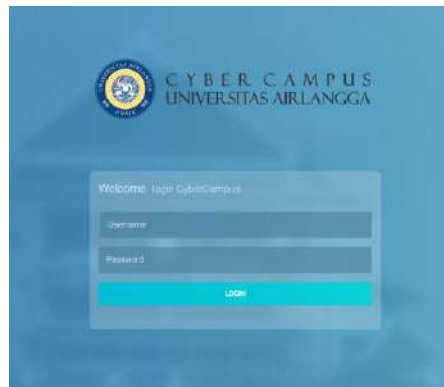 CYBER CAMPUS
UNIVERSITAS AIRLANGGA
Welcome login CyberCampus
Username
Password
LOGIN